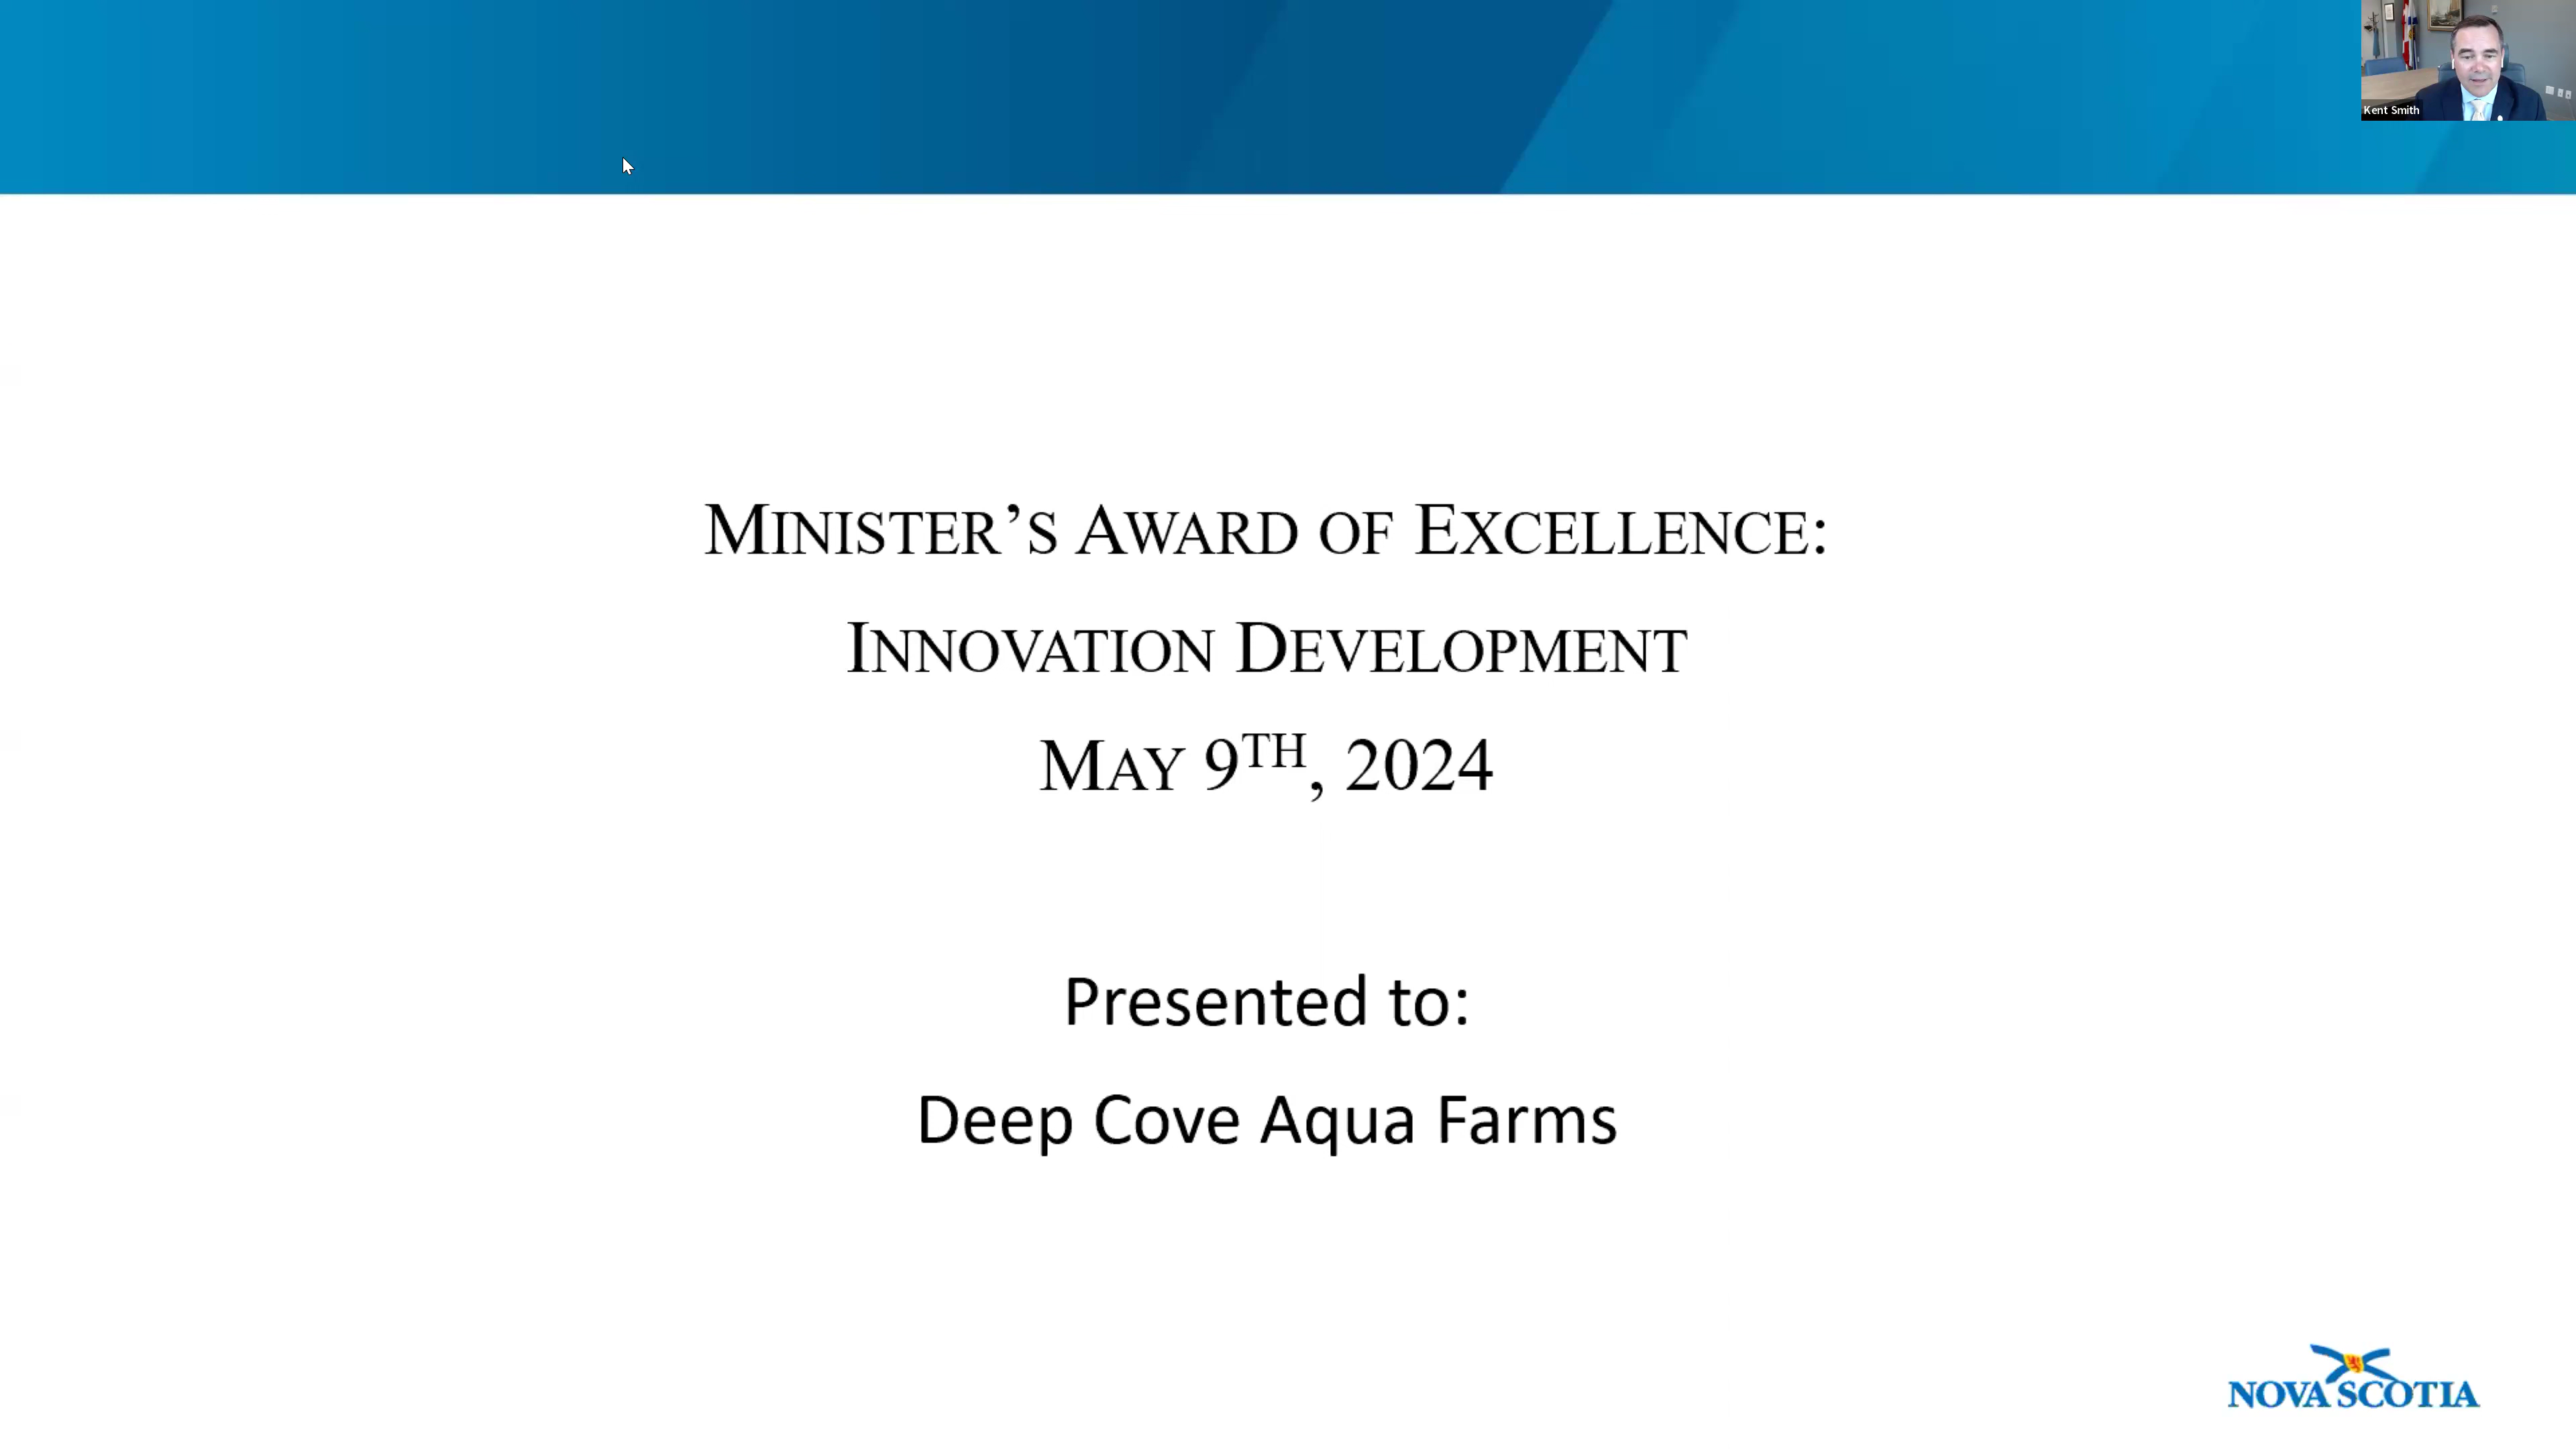 Kent Smith
MINISTER’S AWARD OF EXCELLENCE:
INNOVATION DEVELOPMENT
MAY 9TH, 2024
Presented to:
Deep Cove Aqua Farms
NOVA SCOTIA